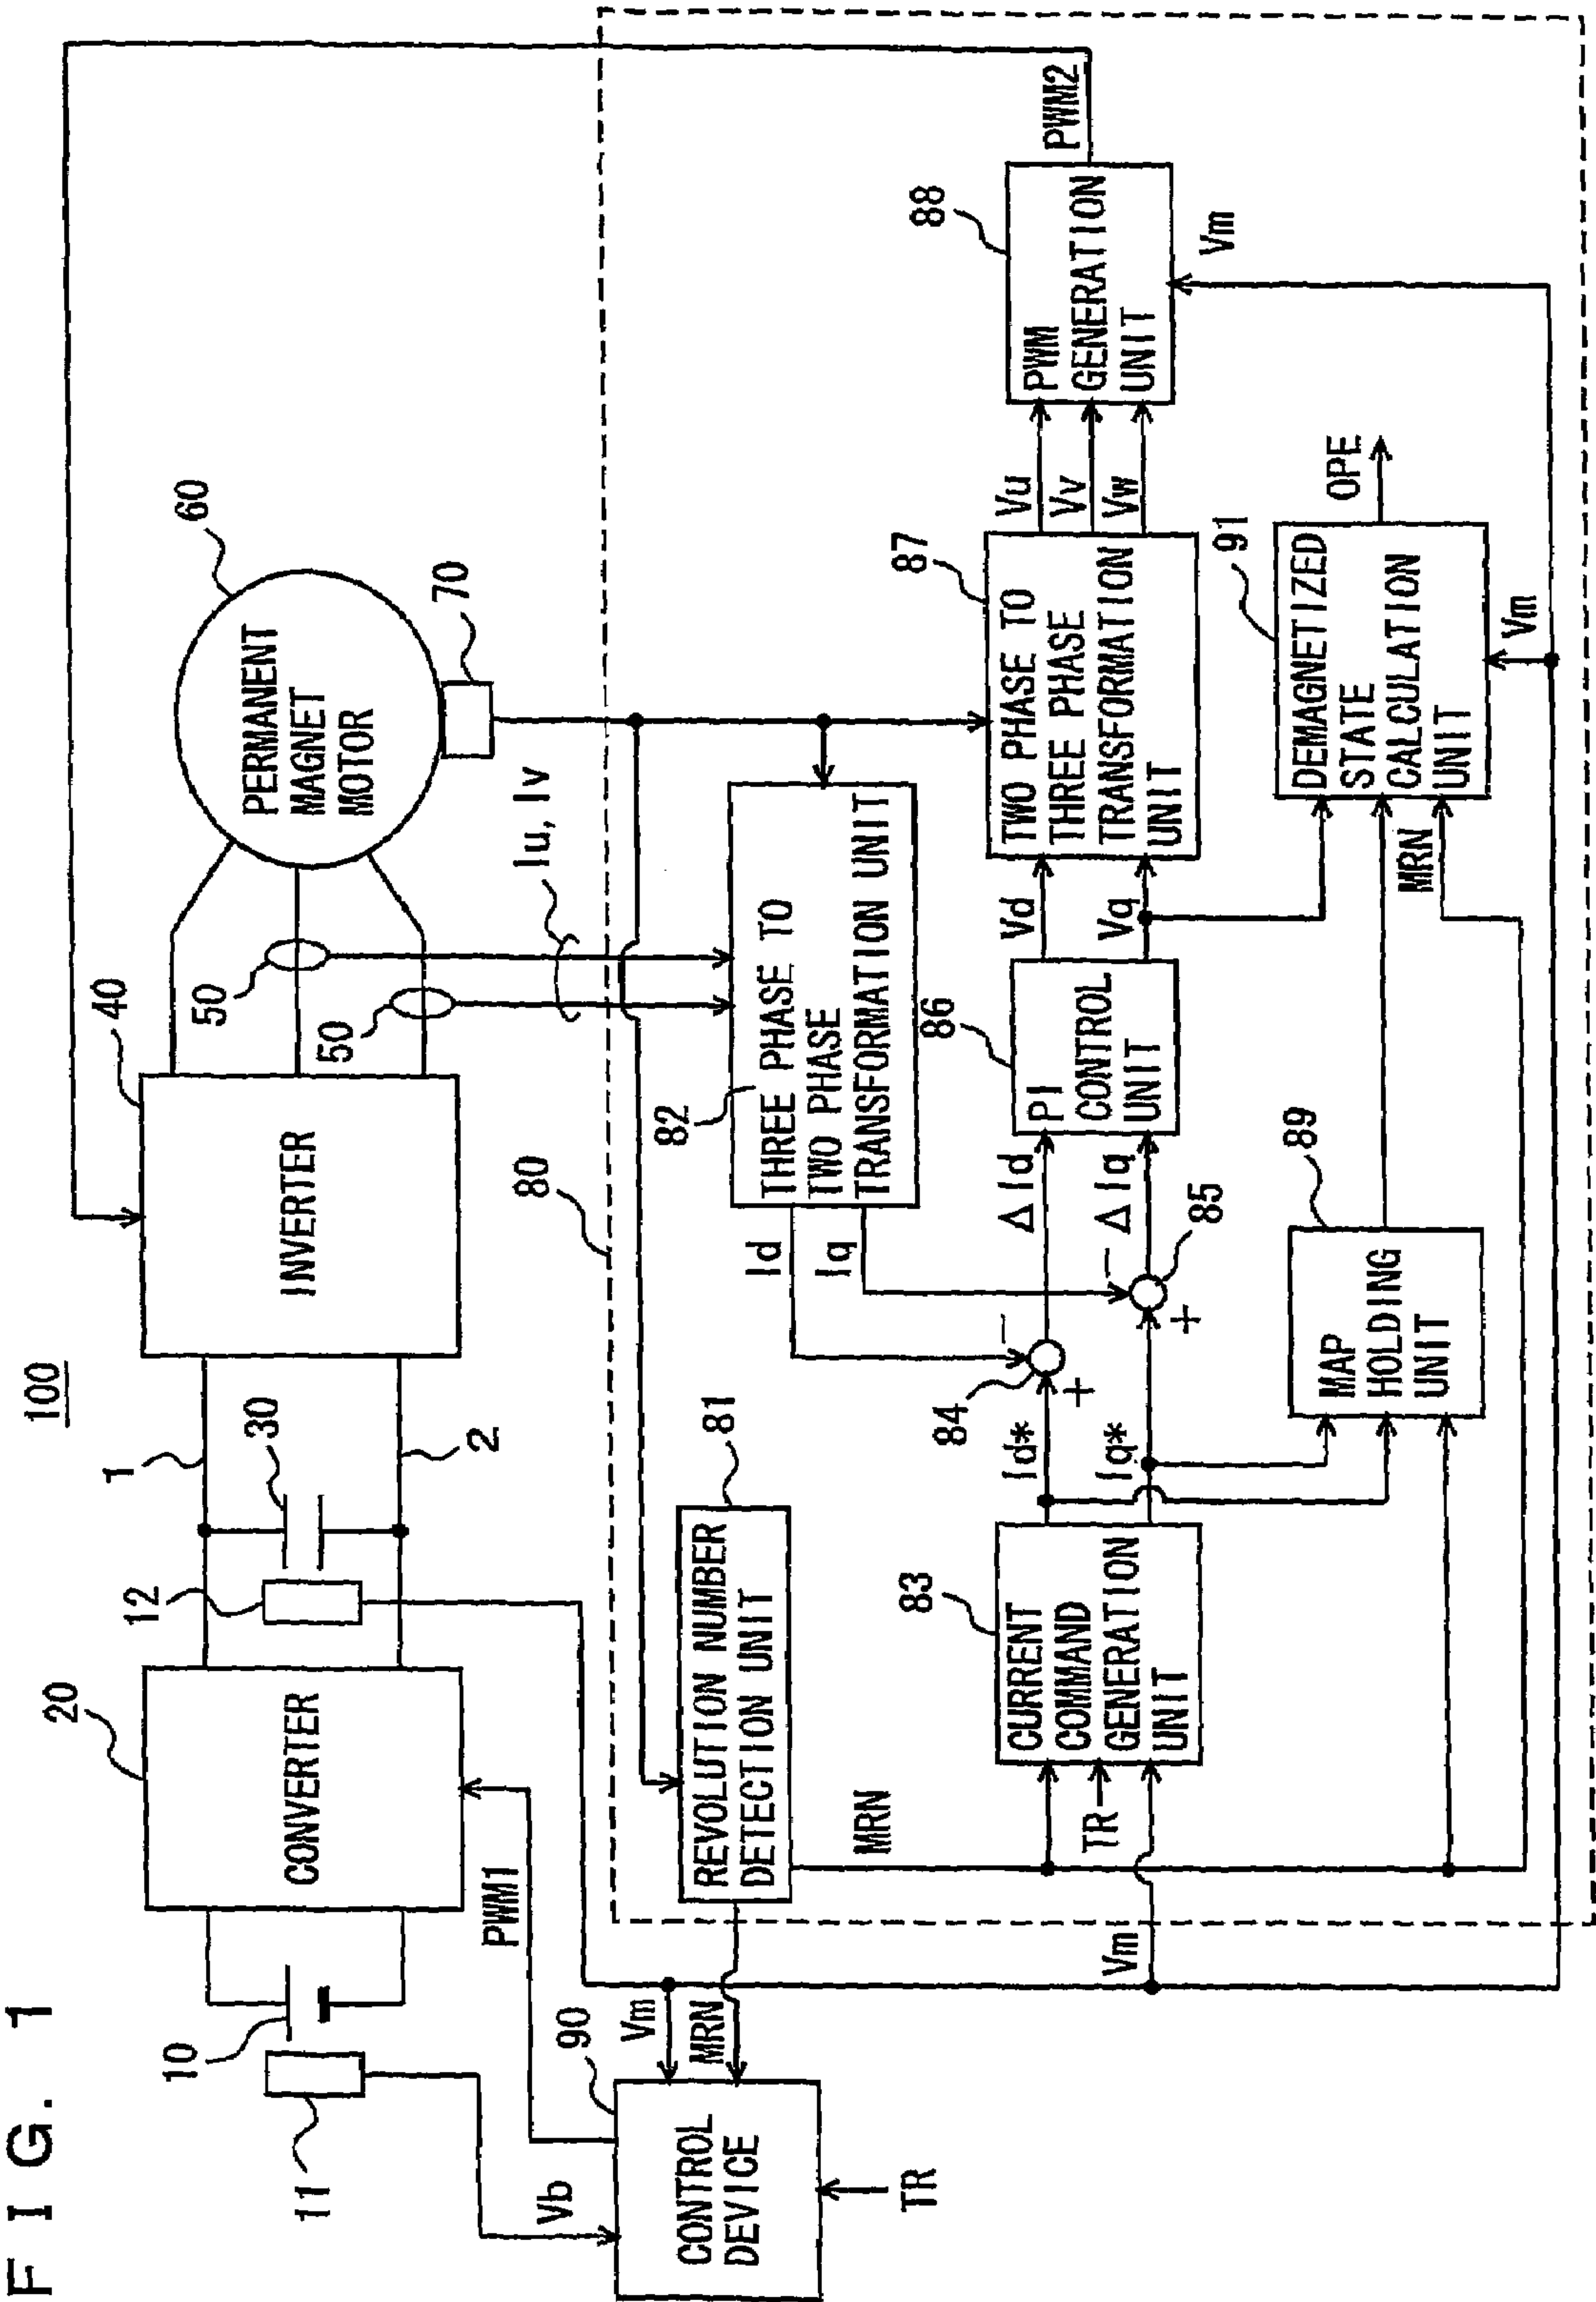 FIG. 1
100
10
11
20
CONVERTER
12
1
30
2
40
INVERTER
50
50
60
PERMANENT
MAGNET
MOTOR
70
Iu, Iv
Vb
PWM1
90
CONTROL
DEVICE
TR
Vm
MRN
80
81
REVOLUTION NUMBER
DETECTION UNIT
MRN
82
THREE PHASE TO
TWO PHASE
TRANSFORMATION UNIT
Id
Iq
83
CURRENT
COMMAND
GENERATION
UNIT
TR
Vm
Id*
Iq*
84
+
−
85
+
−
ΔId
ΔIq
86
PI
CONTROL
UNIT
Vd
Vq
87
TWO PHASE TO
THREE PHASE
TRANSFORMATION
UNIT
Vu
Vv
Vw
88
PWM
GENERATION
UNIT
PWM2
Vm
89
MAP
HOLDING
UNIT
MRN
91
DEMAGNETIZED
STATE
CALCULATION
UNIT
OPE
Vm